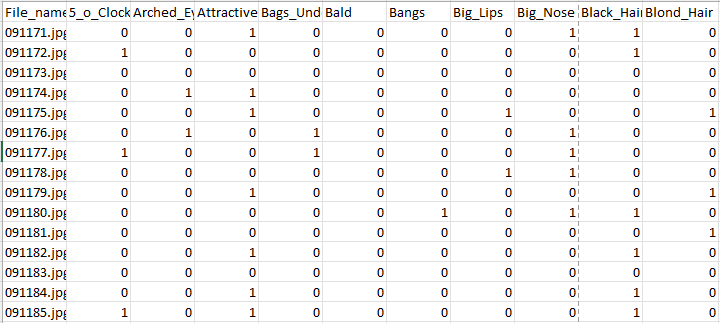 File_name 5_o_Clock Arched_Ey Attractive Bags_Und Bald Bangs Big_Lips Big_Nose Black_Hai Blond_Hair
091171.jpg 0 0 1 0 0 0 0 1 1 0
091172.jpg 1 0 0 0 0 0 0 0 1 0
091173.jpg 0 0 0 0 0 0 0 0 0 0
091174.jpg 0 1 1 0 0 0 0 0 0 0
091175.jpg 0 0 1 0 0 0 1 0 0 1
091176.jpg 0 1 0 1 0 0 0 1 0 0
091177.jpg 1 0 0 1 0 0 0 1 0 0
091178.jpg 0 0 0 0 0 0 1 1 0 0
091179.jpg 0 0 1 0 0 0 0 0 0 1
091180.jpg 0 0 0 0 0 1 0 1 1 0
091181.jpg 0 0 0 0 0 0 0 0 0 1
091182.jpg 0 0 1 0 0 0 0 0 1 0
091183.jpg 0 0 0 0 0 0 0 0 0 0
091184.jpg 0 0 1 0 0 0 0 0 1 0
091185.jpg 1 0 1 0 0 0 0 0 1 0